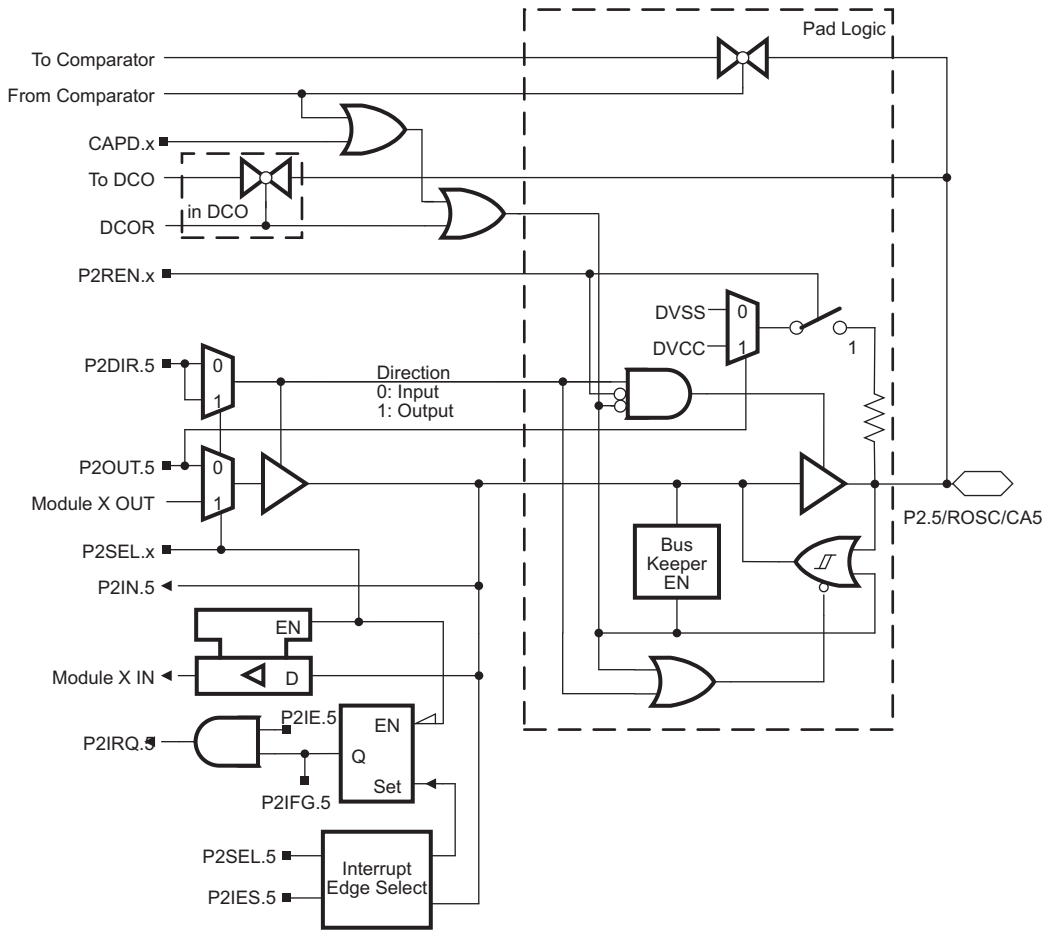 Pad Logic
To Comparator
From Comparator
CAPD.x
To DCO
in DCO
DCOR
P2REN.x
DVSS
0
DVCC
1
1
P2DIR.5
0
1
Direction
0: Input
1: Output
P2OUT.5
0
Module X OUT
1
P2.5/ROSC/CA5
P2SEL.x
Bus
Keeper
EN
P2IN.5
EN
Module X IN
D
P2IE.5
EN
P2IRQ.5
Q
Set
P2IFG.5
P2SEL.5
Interrupt
Edge Select
P2IES.5